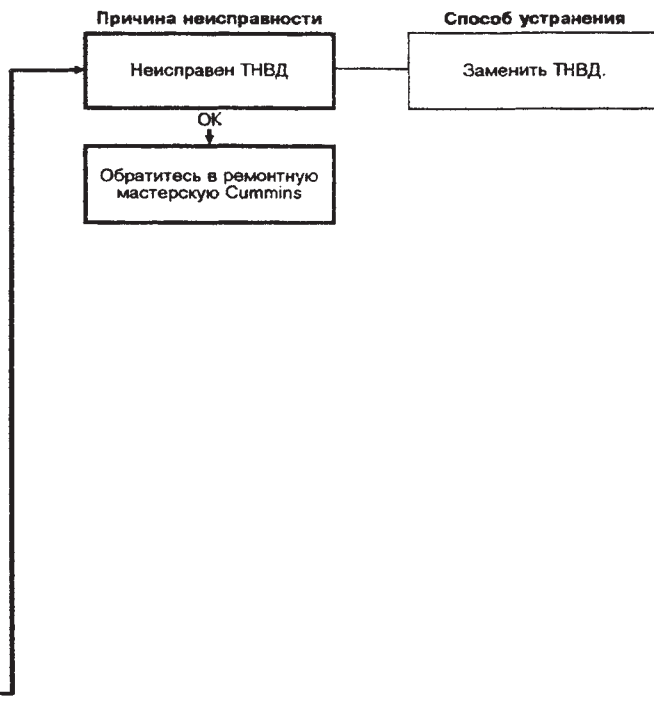 Причина неисправности
Способ устранения
Неисправен ТНВД
Заменить ТНВД.
OK
Обратитесь в ремонтную
мастерскую Cummins